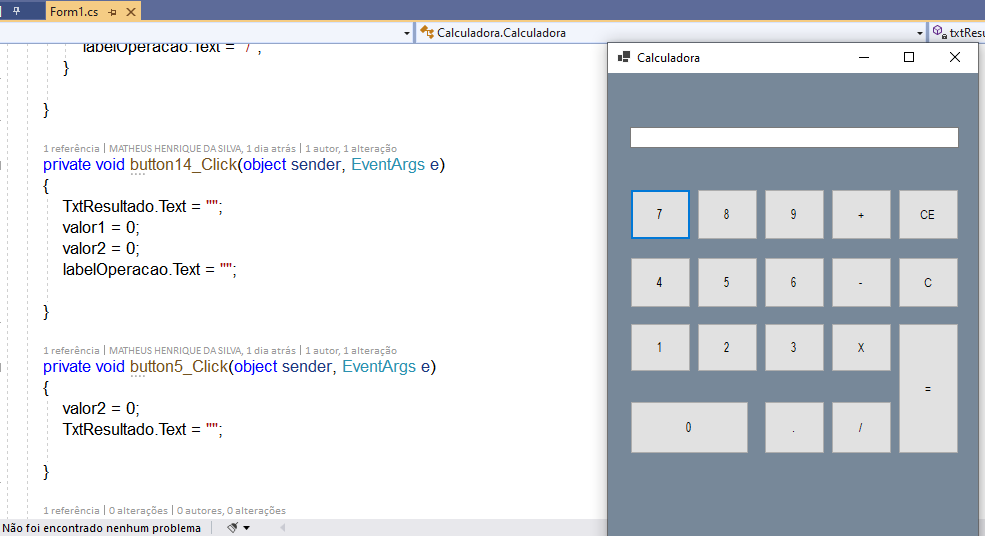 Form1.cs
Calculadora.Calculadora
txtResu
labelOperacao.Text = "/";
}
}
1 referência | MATHEUS HENRIQUE DA SILVA, 1 dia atrás | 1 autor, 1 alteração
private void button14_Click(object sender, EventArgs e)
{
TxtResultado.Text = "";
valor1 = 0;
valor2 = 0;
labelOperacao.Text = "";
}
1 referência | MATHEUS HENRIQUE DA SILVA, 1 dia atrás | 1 autor, 1 alteração
private void button5_Click(object sender, EventArgs e)
{
valor2 = 0;
TxtResultado.Text = "";
}
1 referência | 0 alterações | 0 autores, 0 alterações
Não foi encontrado nenhum problema
Calculadora
7 8 9 + CE
4 5 6 - C
1 2 3 X
=
0 . /